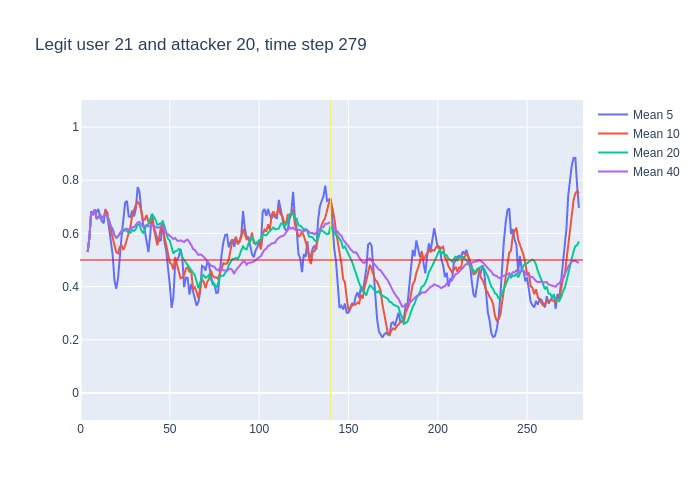 Legit user 21 and attacker 20, time step 279
Mean 5
Mean 10
Mean 20
Mean 40
1
0.8
0.6
0.4
0.2
0
0 50 100 150 200 250